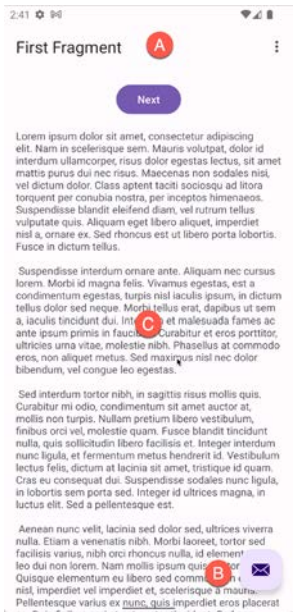 2:41
First Fragment
A
Next
Lorem ipsum dolor sit amet, consectetur adipiscing
elit. Nam in scelerisque sem. Mauris volutpat, dolor id
interdum ullamcorper, risus dolor egestas lectus, sit amet
mattis purus dui nec risus. Maecenas non sodales nisi,
vel dictum dolor. Class aptent taciti sociosqu ad litora
torquent per conubia nostra, per inceptos himenaeos.
Suspendisse blandit eleifend diam, vel rutrum tellus
vulputate quis. Aliquam eget libero aliquet, imperdiet
nisl a, ornare ex. Sed rhoncus est ut libero porta lobortis.
Fusce in dictum tellus.
Suspendisse interdum ornare ante. Aliquam nec cursus
lorem. Morbi id magna felis. Vivamus egestas, est a
condimentum egestas, turpis nisl iaculis ipsum, in dictum
tellus dolor sed neque. Morbi tellus erat, dapibus ut sem
a, iaculis tincidunt dui. et malesuada fames ac
C
ante ipsum primis in Curabitur et eros porttitor,
ultricies urna vitae, molestie nibh. Phasellus at commodo
eros, non aliquet metus. Sed maximus nisl nec dolor
bibendum, vel congue leo egestas.
Sed interdum tortor nibh, in sagittis risus mollis quis.
Curabitur mi odio, condimentum sit amet auctor at,
mollis non turpis. Nullam pretium libero vestibulum,
finibus orci vel, molestie quam. Fusce blandit tincidunt
nulla, quis sollicitudin libero facilisis et. Integer interdum
nunc ligula, et fermentum metus hendrerit id. Vestibulum
lectus felis, dictum at lacinia sit amet, tristique id quam.
Cras eu consequat dui. Suspendisse sodales nunc ligula,
in lobortis sem porta sed. Integer id ultrices magna, in
luctus elit. Sed a pellentesque est.
Aenean nunc velit, lacinia sed dolor sed, ultrices viverra
nulla. Etiam a venenatis nibh. Morbi laoreet, tortor sed
facilisis varius, nibh orci rhoncus nulla, id
leo dui non lorem. Nam mollis ipsum
Quisque elementum eu libero sed
B
nisl, imperdiet vel imperdiet et,
Pellentesque varius ex nunc, quis imperdiet eros placerat